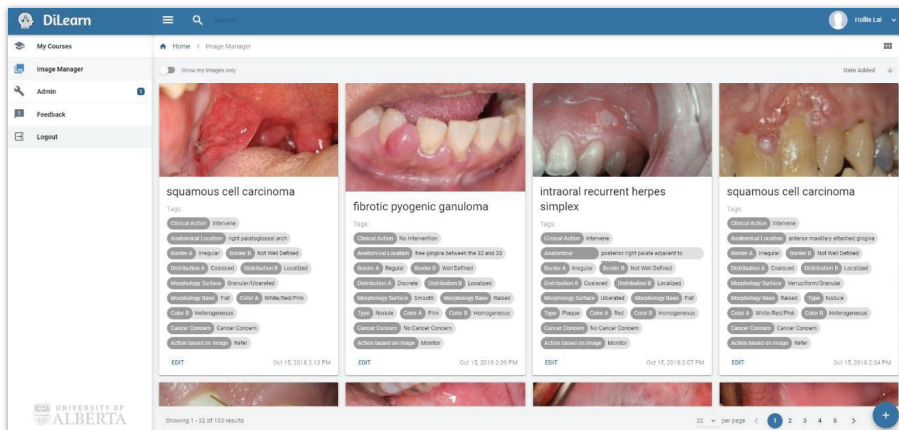 DiLearn
Search...
Hollis Lai
My Courses
Image Manager
Admin 1
Feedback
Logout
Home > Image Manager
Show my images only
Date Added
squamous cell carcinoma
Tags:
Clinical Action Intervene
Anatomical Location right palatoglossal arch
Border A Irregular Border B Not Well Defined
Distribution A Coalsced Distribution B Localized
Morphology Surface Granular/Ulcerated
Morphology Base Flat Color A White/Red/Pink
Color B Heterogeneous
Cancer Concern Cancer Concern
Action based on image Refer
EDIT Oct 15, 2018 2:13 PM
fibrotic pyogenic ganuloma
Tags:
Clinical Action No Intervention
Anatomical Location free gingiva between the 32 and 33
Border A Regular Border B Well Defined
Distribution A Discrete Distribution B Localized
Morphology Surface Smooth Morphology Base Raised
Type Nodule Color A Pink Color B Homogeneous
Cancer Concern No Cancer Concern
Action based on image Monitor
EDIT Oct 15, 2018 2:09 PM
intraoral recurrent herpes
simplex
Tags:
Clinical Action Intervene
Anatomical posterior right palate adjacent to
Border A Irregular Border B Not Well Defined
Distribution A Coalsced Distribution B Localized
Morphology Surface Ulcerated Morphology Base Flat
Type Plaque Color A Red Color B Homogeneous
Cancer Concern No Cancer Concern
Action based on image Monitor
EDIT Oct 15, 2018 2:07 PM
squamous cell carcinoma
Tags:
Clinical Action Intervene
Anatomical Location anterior maxillary attached gingiva
Border A Irregular Border B Not Well Defined
Distribution A Coalsced Distribution B Localized
Morphology Surface Verruciform/Granular
Morphology Base Raised Type Nodule
Color A White/Red/Pink Color B Heterogeneous
Cancer Concern Cancer Concern
Action based on image Refer
EDIT Oct 15, 2018 2:04 PM
UNIVERSITY OF
ALBERTA
Showing 1 - 32 of 153 results
32 per page < 1 2 3 4 5 > +